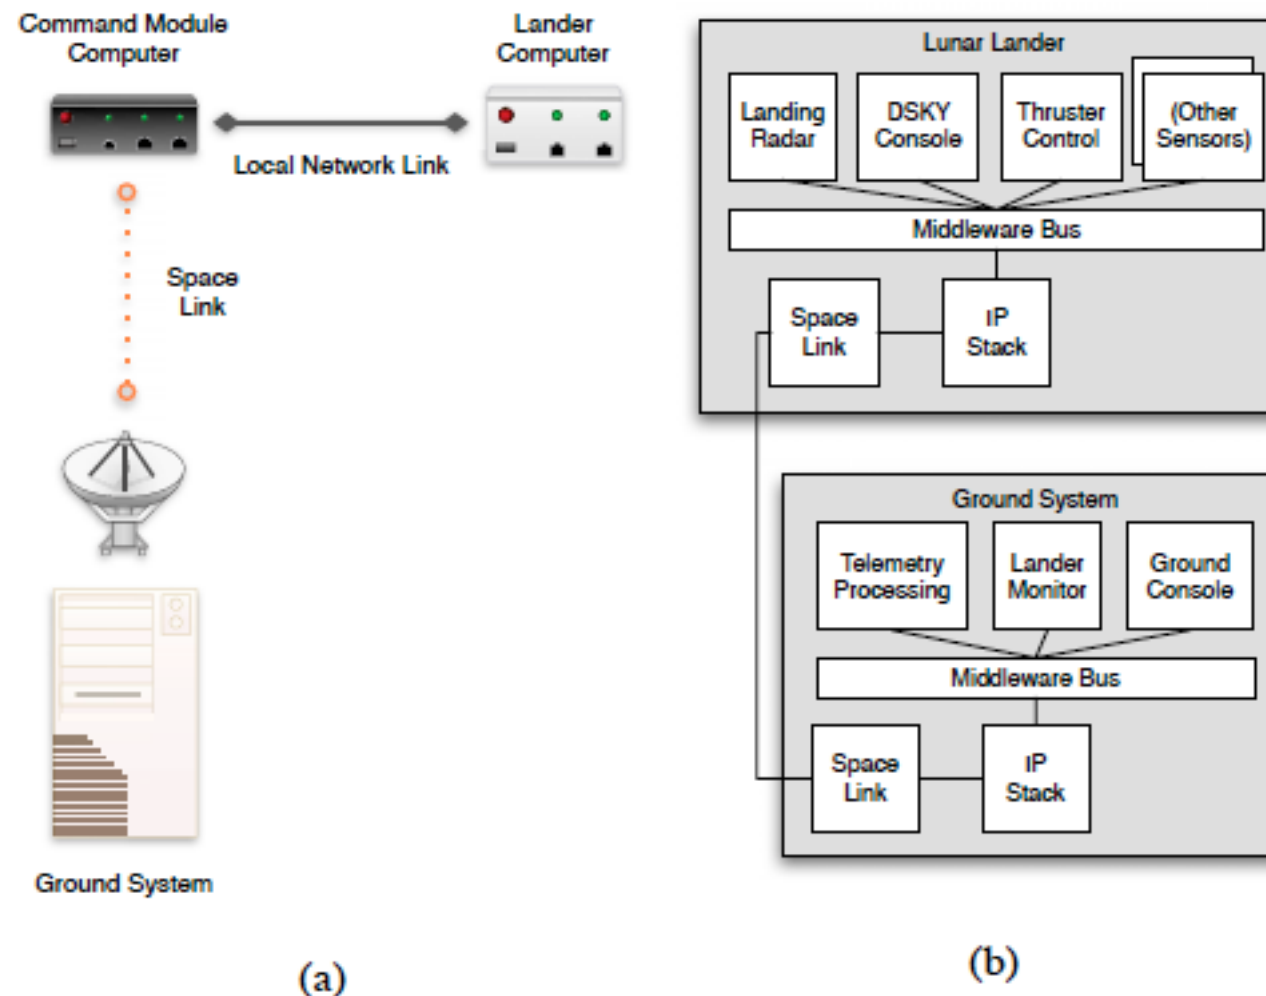 Command Module
Computer
Lander
Computer
Local Network Link
Space
Link
Ground System
(a)
Lunar Lander
Landing
Radar
DSKY
Console
Thruster
Control
(Other
Sensors)
Middleware Bus
Space
Link
IP
Stack
Ground System
Telemetry
Processing
Lander
Monitor
Ground
Console
Middleware Bus
Space
Link
IP
Stack
(b)